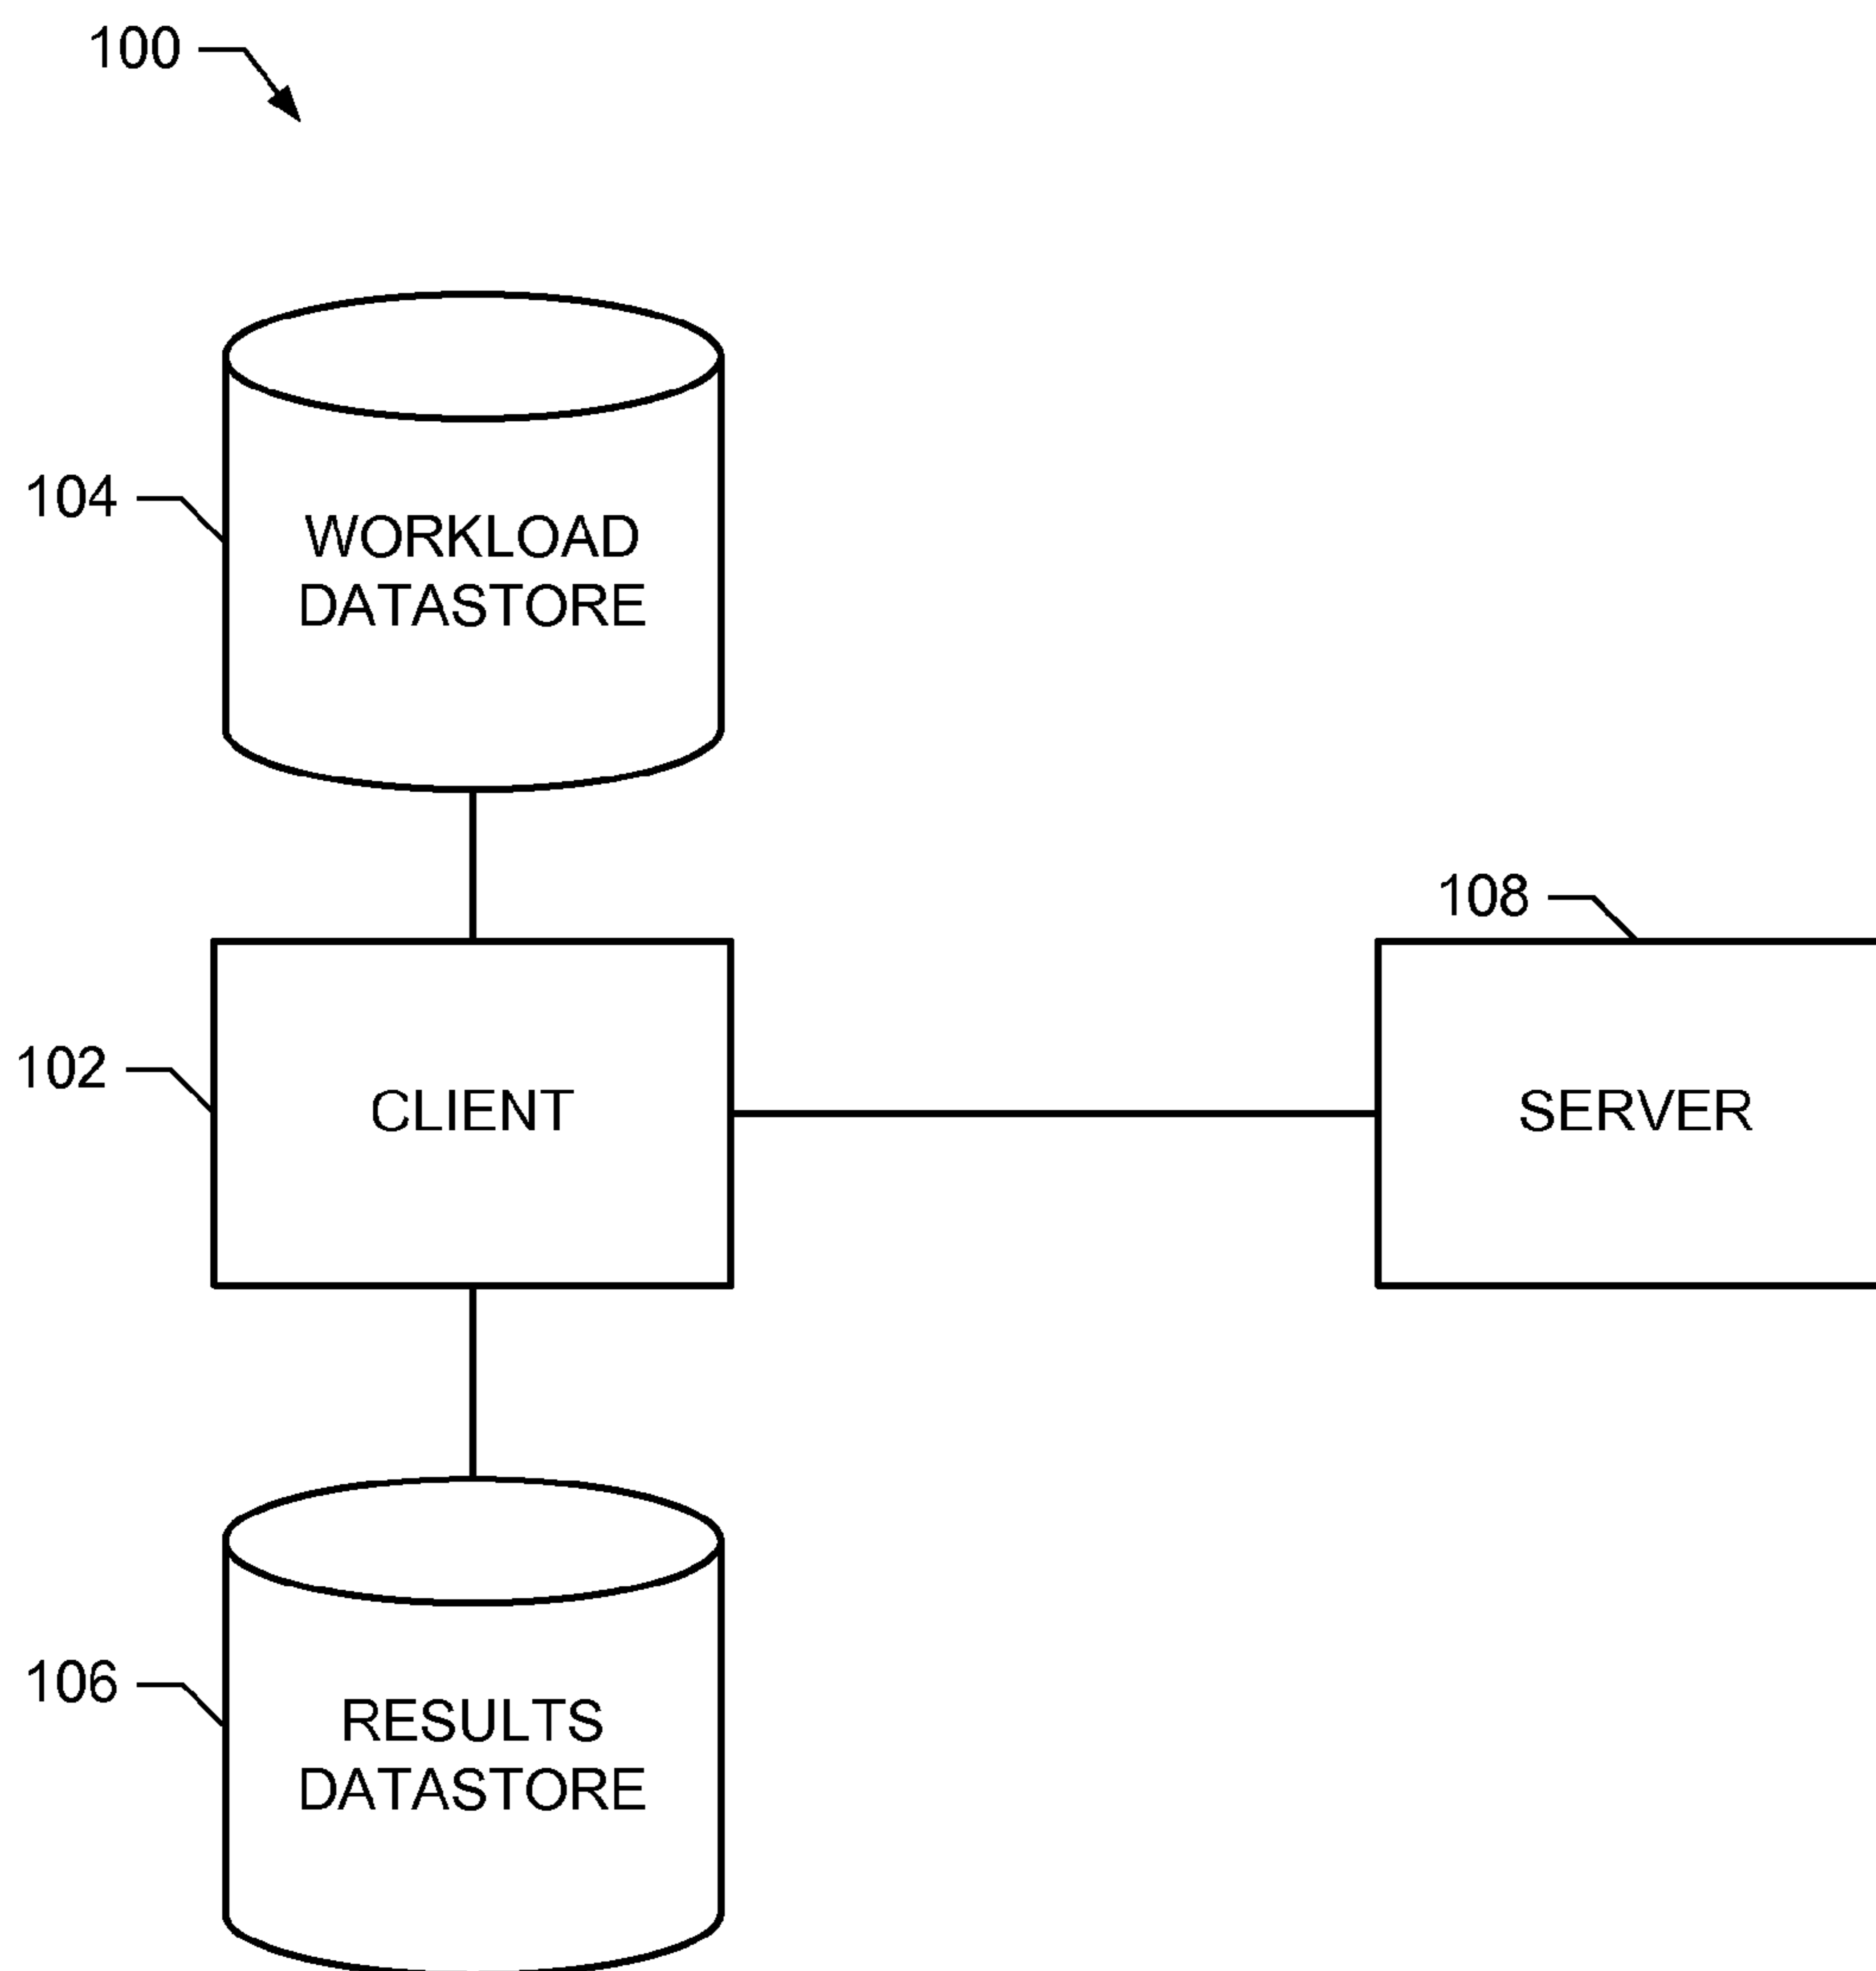 100
104
WORKLOAD
DATASTORE
108
102
CLIENT
SERVER
106
RESULTS
DATASTORE